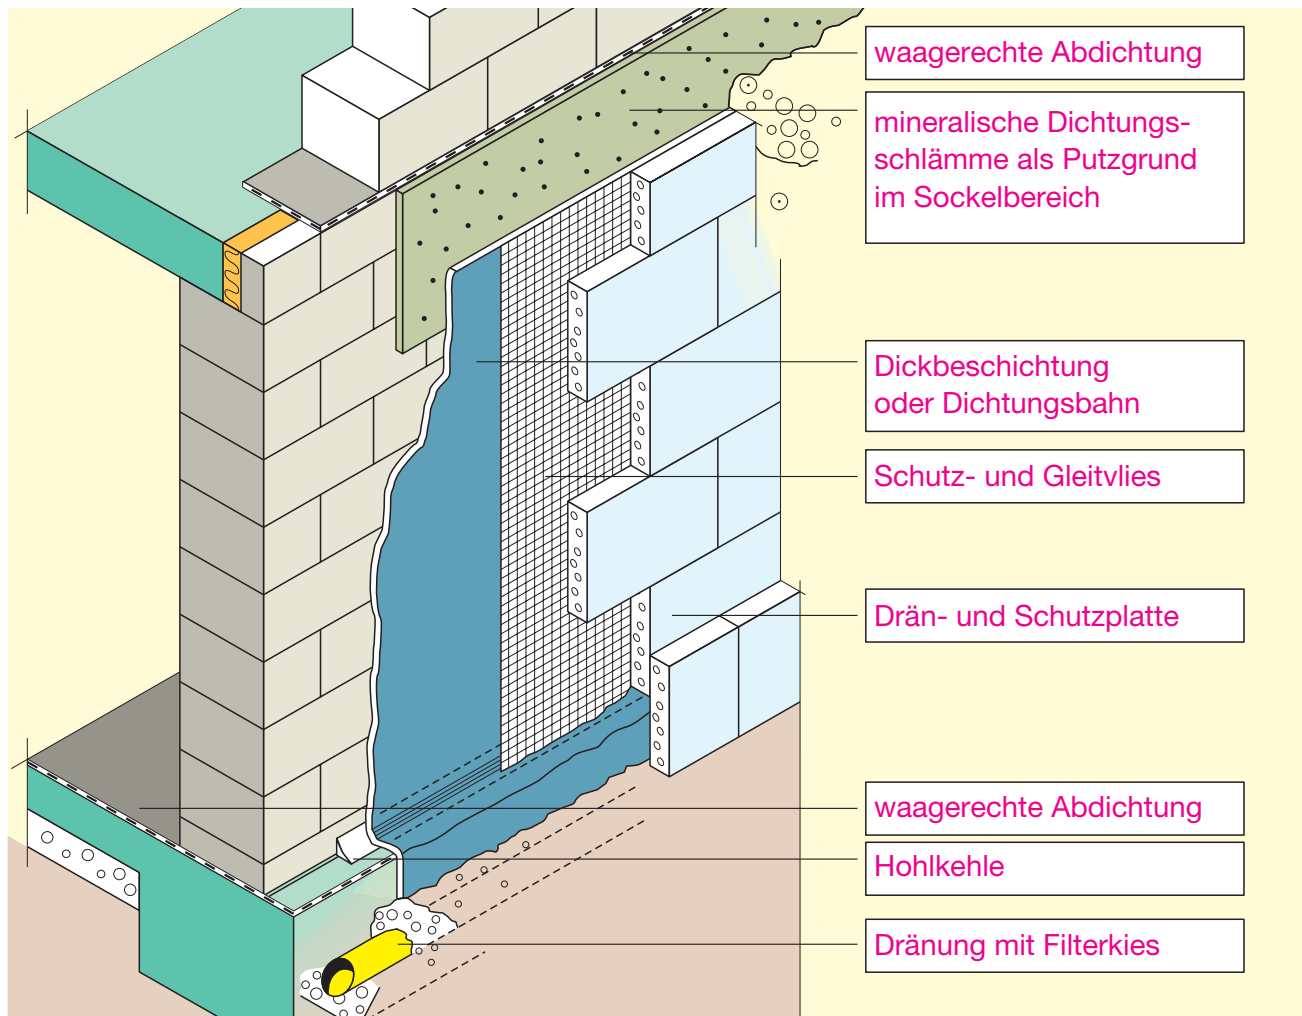 waagerechte Abdichtung
mineralische Dichtungs-
schlämme als Putzgrund
im Sockelbereich
Dickbeschichtung
oder Dichtungsbahn
Schutz- und Gleitvlies
Drän- und Schutzplatte
waagerechte Abdichtung
Hohlkehle
Dränung mit Filterkies